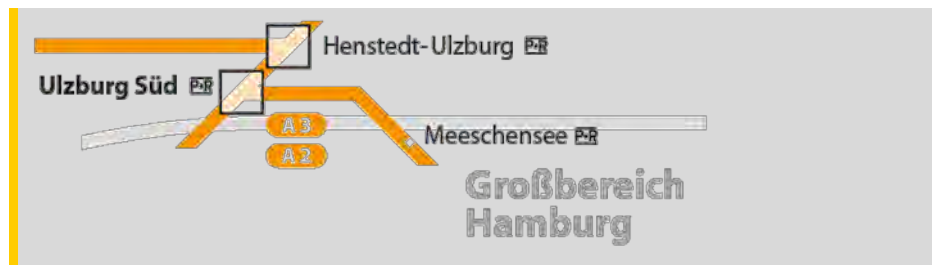 Henstedt-Ulzburg P+R
Ulzburg Süd P+R
A3
A2
Meeschensee P+R
Großbereich
Hamburg